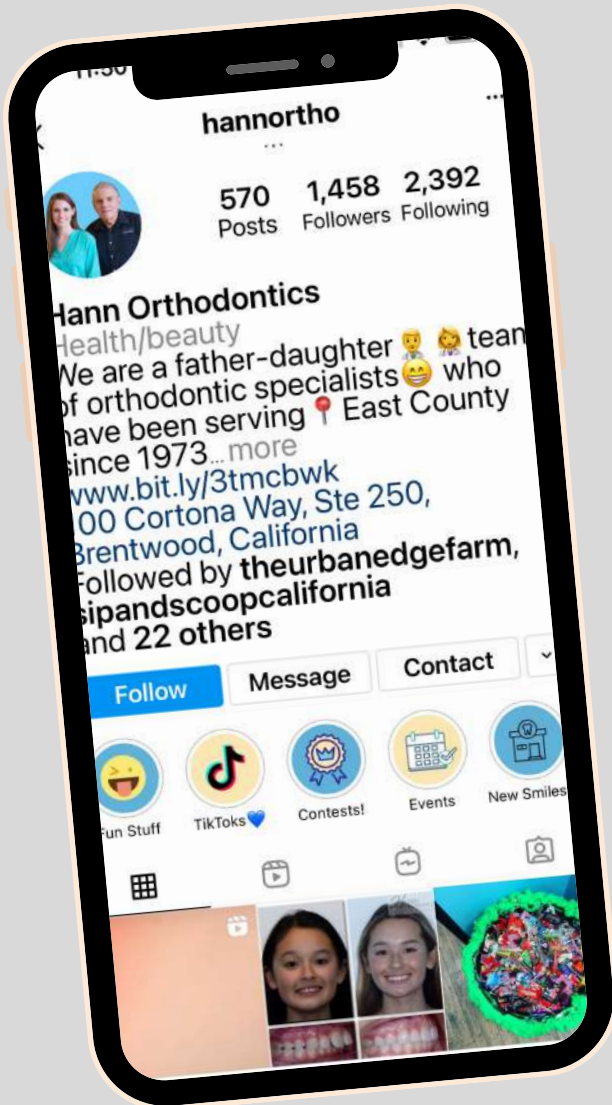 11:50
hannortho
...
570 1,458 2,392
Posts Followers Following
Hann Orthodontics
Health/beauty
We are a father-daughter👨‍⚕️ 👩‍⚕️team
of orthodontic specialists😁 who
have been serving📍East County
since 1973... more
www.bit.ly/3tmcbwk
100 Cortona Way, Ste 250,
Brentwood, California
Followed by theurbanedgefarm,
sipandscoopcalifornia
and 22 others
Follow Message Contact
Fun Stuff TikToks💙 Contests! Events New Smiles